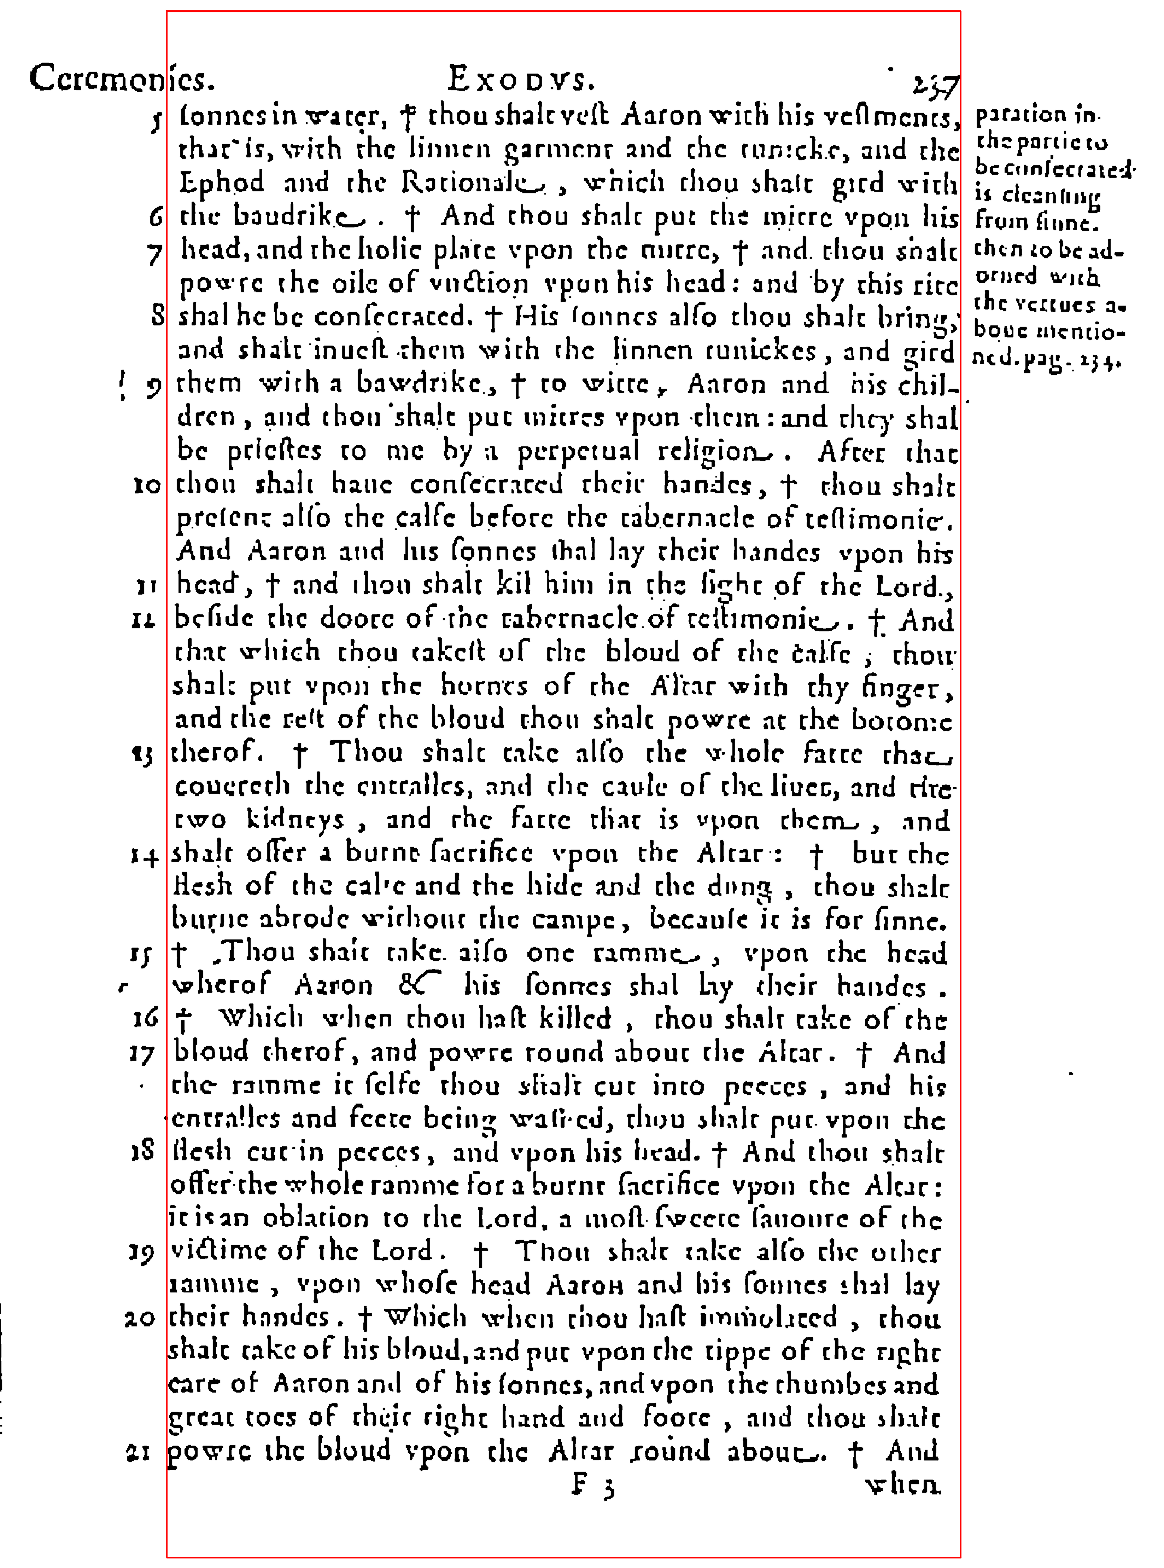 Ceremonies. EXODVS. 237
5 ſonnes in water, † thou shalt veſt Aaron with his veſtments,
that is, with the linnen garment and the tunicke, and the
Ephod and the Rationale, which thou shalt gird with
6 the baudrike. † And thou shalt put the mitre vpon his
7 head, and the holie plate vpon the mitre, † and thou shalt
powre the oile of vnction vpon his head: and by this rite
8 shal he be conſecrated. † His ſonnes alſo thou shalt bring,
and shalt inueſt them with the linnen tunickes, and gird
9 them with a bawdrike, † to witte, Aaron and his chil-
dren, and thou shalt put mitres vpon them: and they shal
be prieſtes to me by a perpetual religion. After that
10 thou shalt haue conſecrated their handes, † thou shalt
preſent alſo the calfe before the tabernacle of teſtimonie.
And Aaron and his ſonnes shal lay their handes vpon his
11 head, † and thou shalt kil him in the ſight of the Lord,
12 beſide the doore of the tabernacle of teſtimonie. † And
that which thou takeſt of the bloud of the calfe, thou
shalt put vpon the hornes of the Altar with thy finger,
and the reſt of the bloud thou shalt powre at the botome
13 therof. † Thou shalt take alſo the whole fatte that
couereth the entralles, and the caule of the liuer, and the
two kidneys, and the fatte that is vpon them, and
14 shalt offer a burnt ſacrifice vpon the Altar: † but the
flesh of the calfe and the hide and the dung, thou shalt
burne abrode without the campe, becauſe it is for ſinne.
15 † Thou shalt take alſo one ramme, vpon the head
wherof Aaron & his ſonnes shal lay their handes.
16 † Which when thou haſt killed, thou shalt take of the
17 bloud therof, and powre round about the Altar. † And
the ramme it ſelfe thou shalt cut into peeces, and his
entralles and feete being washed, thou shalt put vpon the
18 flesh cut in peeces, and vpon his head. † And thou shalt
offer the whole ramme for a burnt ſacrifice vpon the Altar:
it is an oblation to the Lord, a moſt ſweete ſauoure of the
19 victime of the Lord. † Thou shalt take alſo the other
ramme, vpon whoſe head Aaron and his ſonnes shal lay
20 their handes. † Which when thou haſt immolated, thou
shalt take of his bloud, and put vpon the tippe of the right
eare of Aaron and of his ſonnes, and vpon the thumbes and
great toes of their right hand and foote, and thou shalt
21 powre the bloud vpon the Altar round about. † And
F 3 when
paration in
the partie to
be conſecrated
is cleanſing
from ſinne.
then to be ad-
orned with
the vertues a-
boue mentio-
ned. pag. 234.